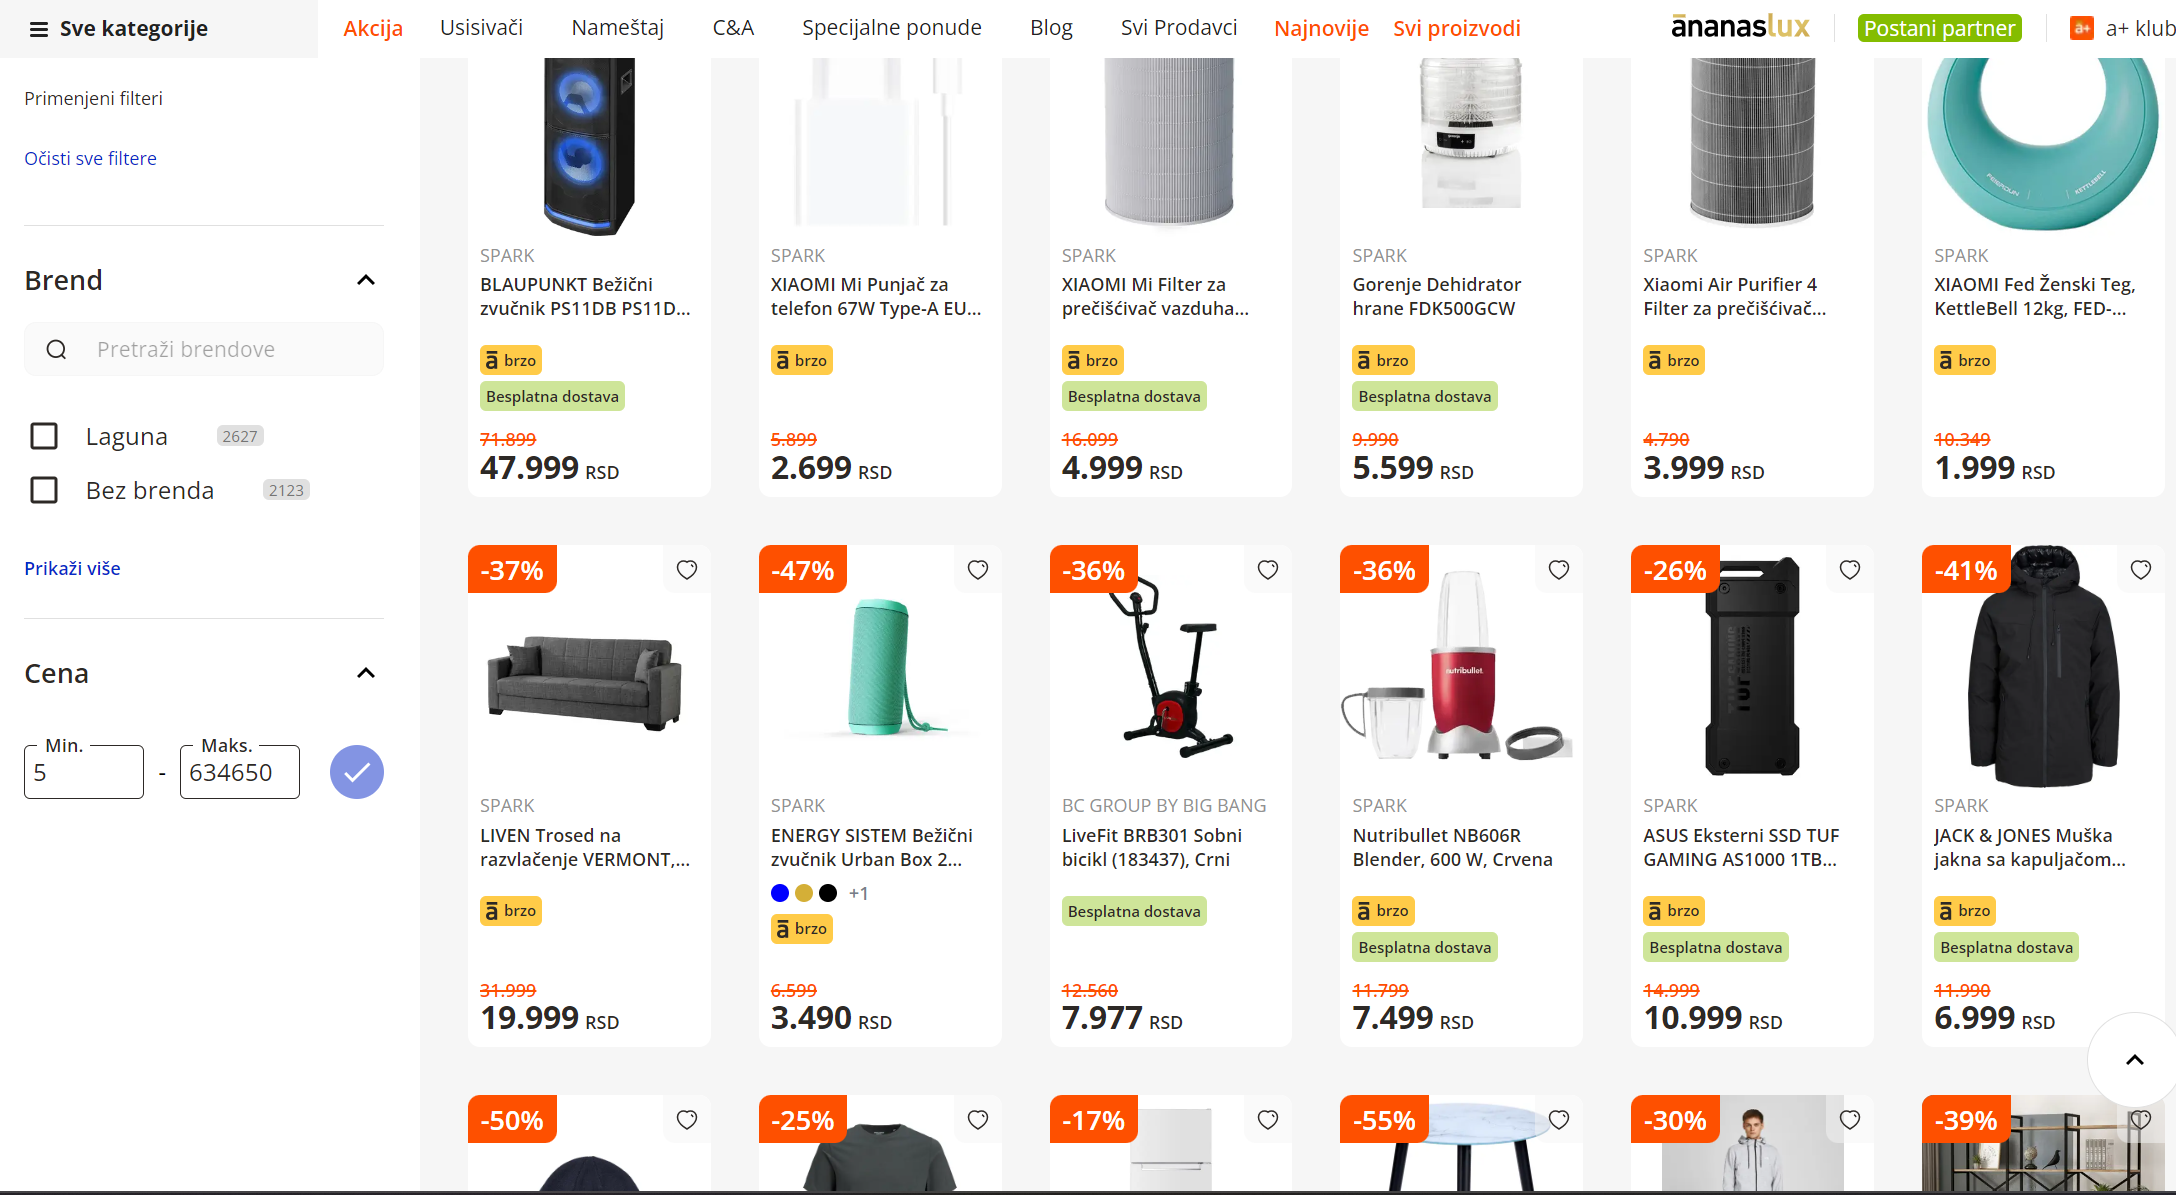 Sve kategorije
Akcija
Usisivači
Nameštaj
C&A
Specijalne ponude
Blog
Svi Prodavci
Najnovije
Svi proizvodi
ānanaslux
Postani partner
a+
a+ klub
Primenjeni filteri
Očisti sve filtere
Brend
Pretraži brendove
Laguna 2627
Bez brenda 2123
Prikaži više
Cena
Min.
5
-
Maks.
634650
SPARK
BLAUPUNKT Bežični
zvučnik PS11DB PS11D...
ā brzo
Besplatna dostava
71.899
47.999 RSD
SPARK
XIAOMI Mi Punjač za
telefon 67W Type-A EU...
ā brzo
5.899
2.699 RSD
SPARK
XIAOMI Mi Filter za
prečišćivač vazduha...
ā brzo
Besplatna dostava
16.099
4.999 RSD
SPARK
Gorenje Dehidrator
hrane FDK500GCW
ā brzo
Besplatna dostava
9.990
5.599 RSD
SPARK
Xiaomi Air Purifier 4
Filter za prečišćivač...
ā brzo
4.790
3.999 RSD
KETTLEBELL
SPARK
XIAOMI Fed Ženski Teg,
KettleBell 12kg, FED-...
ā brzo
10.349
1.999 RSD
-37%
SPARK
LIVEN Trosed na
razvlačenje VERMONT,...
ā brzo
31.999
19.999 RSD
-47%
SPARK
ENERGY SISTEM Bežični
zvučnik Urban Box 2...
+1
ā brzo
6.599
3.490 RSD
-36%
BC GROUP BY BIG BANG
LiveFit BRB301 Sobni
bicikl (183437), Crni
Besplatna dostava
12.560
7.977 RSD
-36%
nutribullet.
SPARK
Nutribullet NB606R
Blender, 600 W, Crvena
ā brzo
Besplatna dostava
11.799
7.499 RSD
-26%
TUF GAMING
SPARK
ASUS Eksterni SSD TUF
GAMING AS1000 1TB...
ā brzo
Besplatna dostava
14.999
10.999 RSD
-41%
SPARK
JACK & JONES Muška
jakna sa kapuljačom...
ā brzo
Besplatna dostava
11.990
6.999 RSD
-50%
-25%
-17%
-55%
-30%
-39%